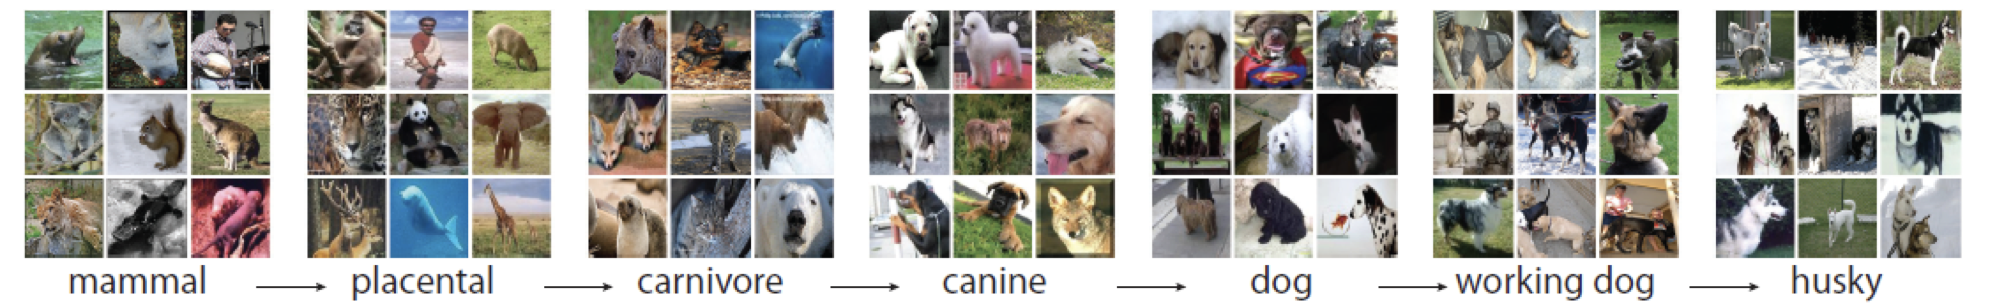 mammal → placental → carnivore → canine → dog → working dog → husky